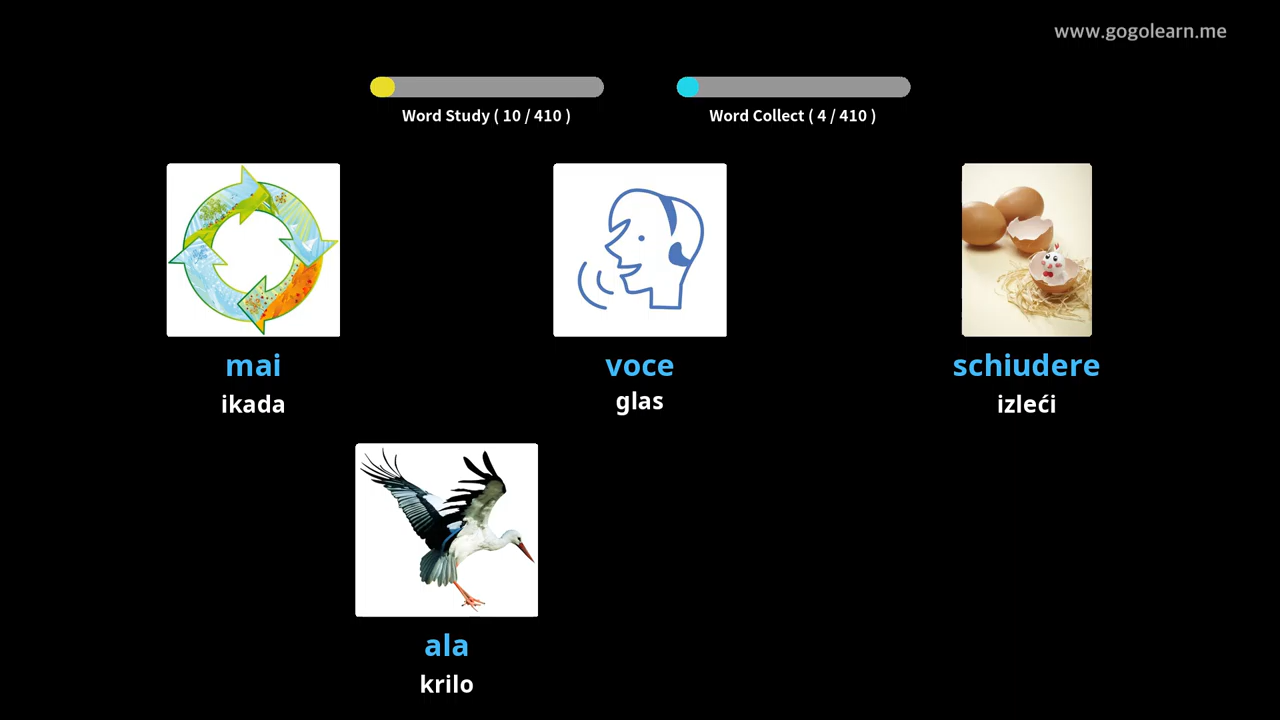 www.gogolearn.me
Word Study ( 10 / 410 )
Word Collect ( 4 / 410 )
mai
ikada
voce
glas
schiudere
izleći
ala
krilo